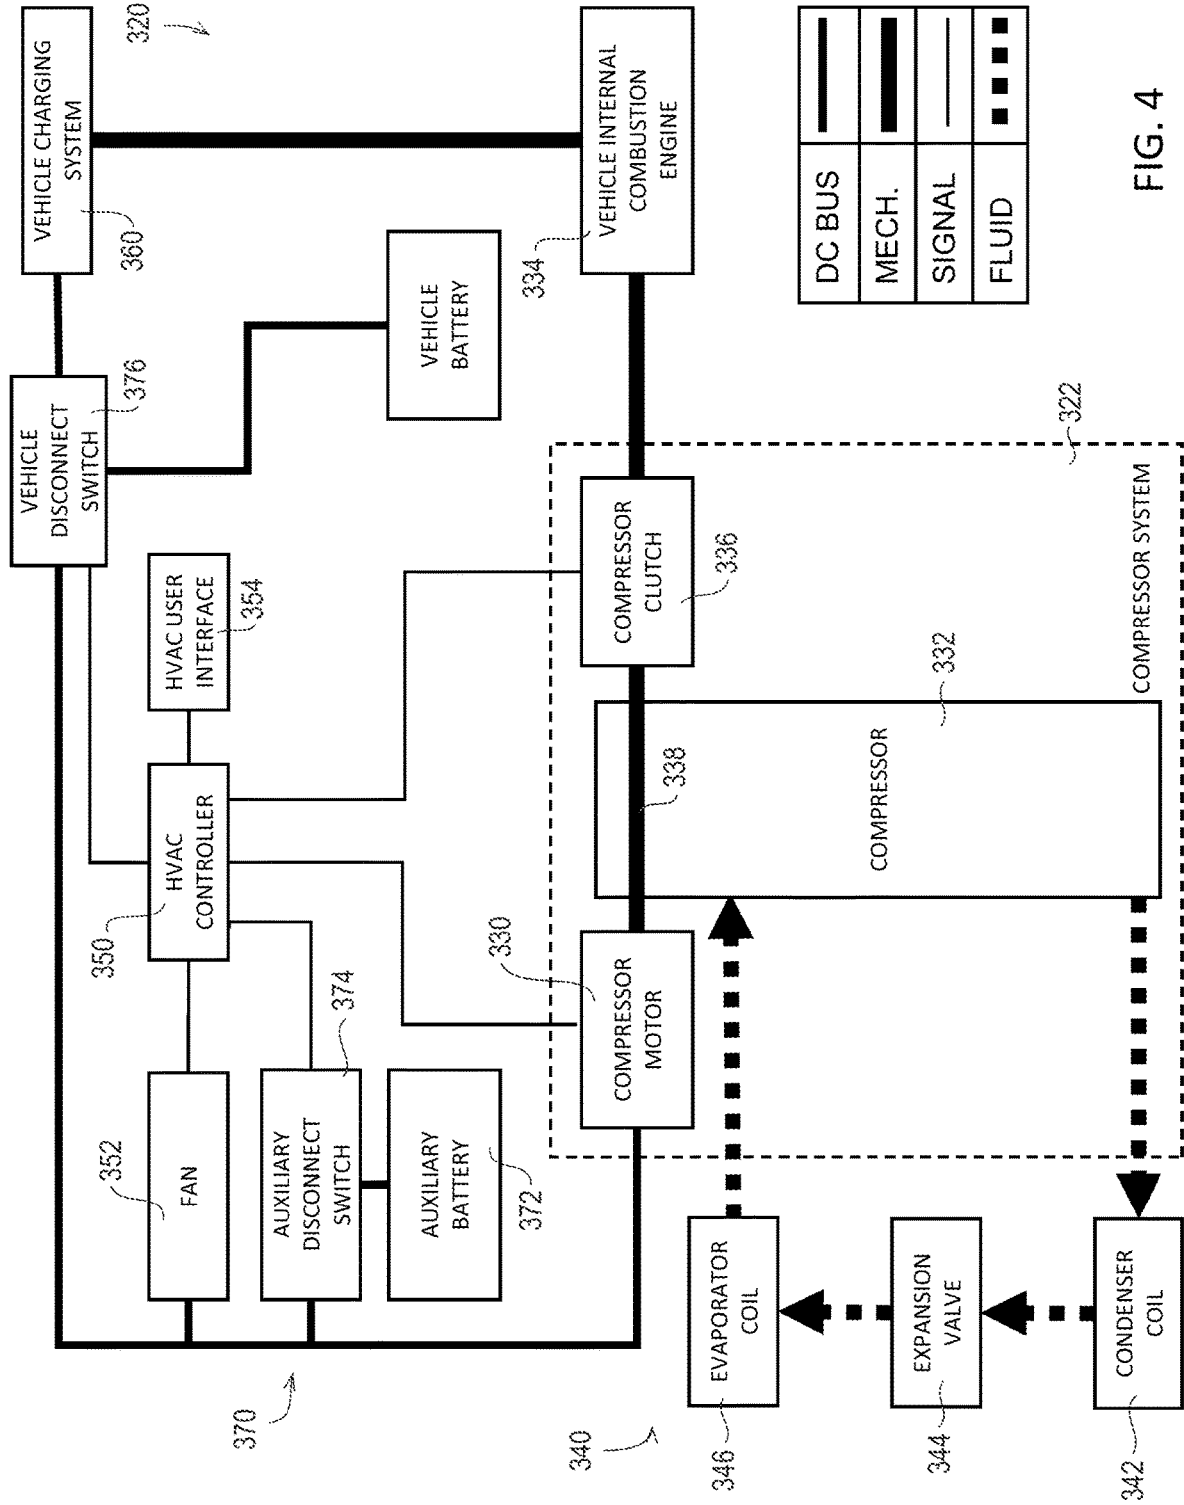 320
VEHICLE CHARGING
SYSTEM
360
VEHICLE
DISCONNECT
SWITCH
376
VEHICLE
BATTERY
VEHICLE INTERNAL
COMBUSTION
ENGINE
334
HVAC USER
INTERFACE
354
HVAC
CONTROLLER
350
FAN
352
AUXILIARY
DISCONNECT
SWITCH
374
AUXILIARY
BATTERY
372
370
COMPRESSOR
CLUTCH
336
COMPRESSOR
MOTOR
330
338
COMPRESSOR
332
COMPRESSOR SYSTEM
322
340
EVAPORATOR
COIL
346
EXPANSION
VALVE
344
CONDENSER
COIL
342
DC BUS
MECH.
SIGNAL
FLUID
FIG. 4